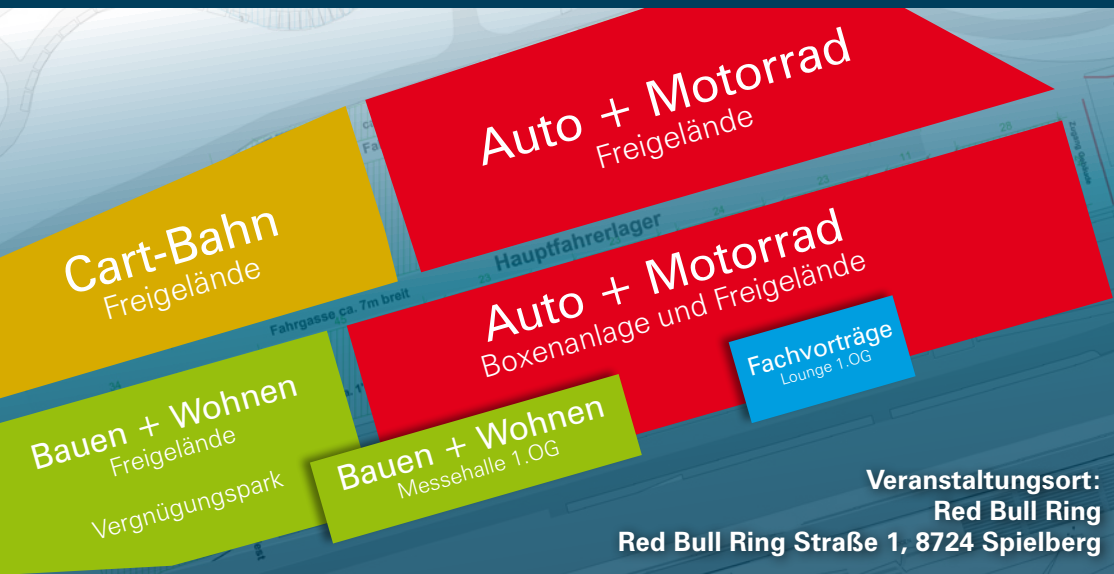 Auto + Motorrad
Freigelände
Cart-Bahn
Freigelände
Hauptfahrerlager
Fahrgasse ca. 7m breit
Auto + Motorrad
Boxenanlage und Freigelände
Fachvorträge
Lounge 1.OG
Bauen + Wohnen
Freigelände
Vergnügungspark
Bauen + Wohnen
Messehalle 1.OG
Zugang Gebäude
Veranstaltungsort:
Red Bull Ring
Red Bull Ring Straße 1, 8724 Spielberg